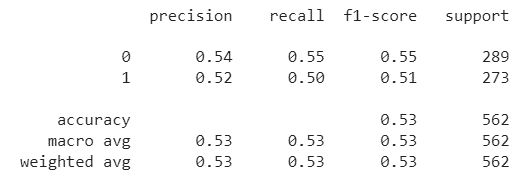 precision recall f1-score support
0 0.54 0.55 0.55 289
1 0.52 0.50 0.51 273
accuracy 0.53 562
macro avg 0.53 0.53 0.53 562
weighted avg 0.53 0.53 0.53 562